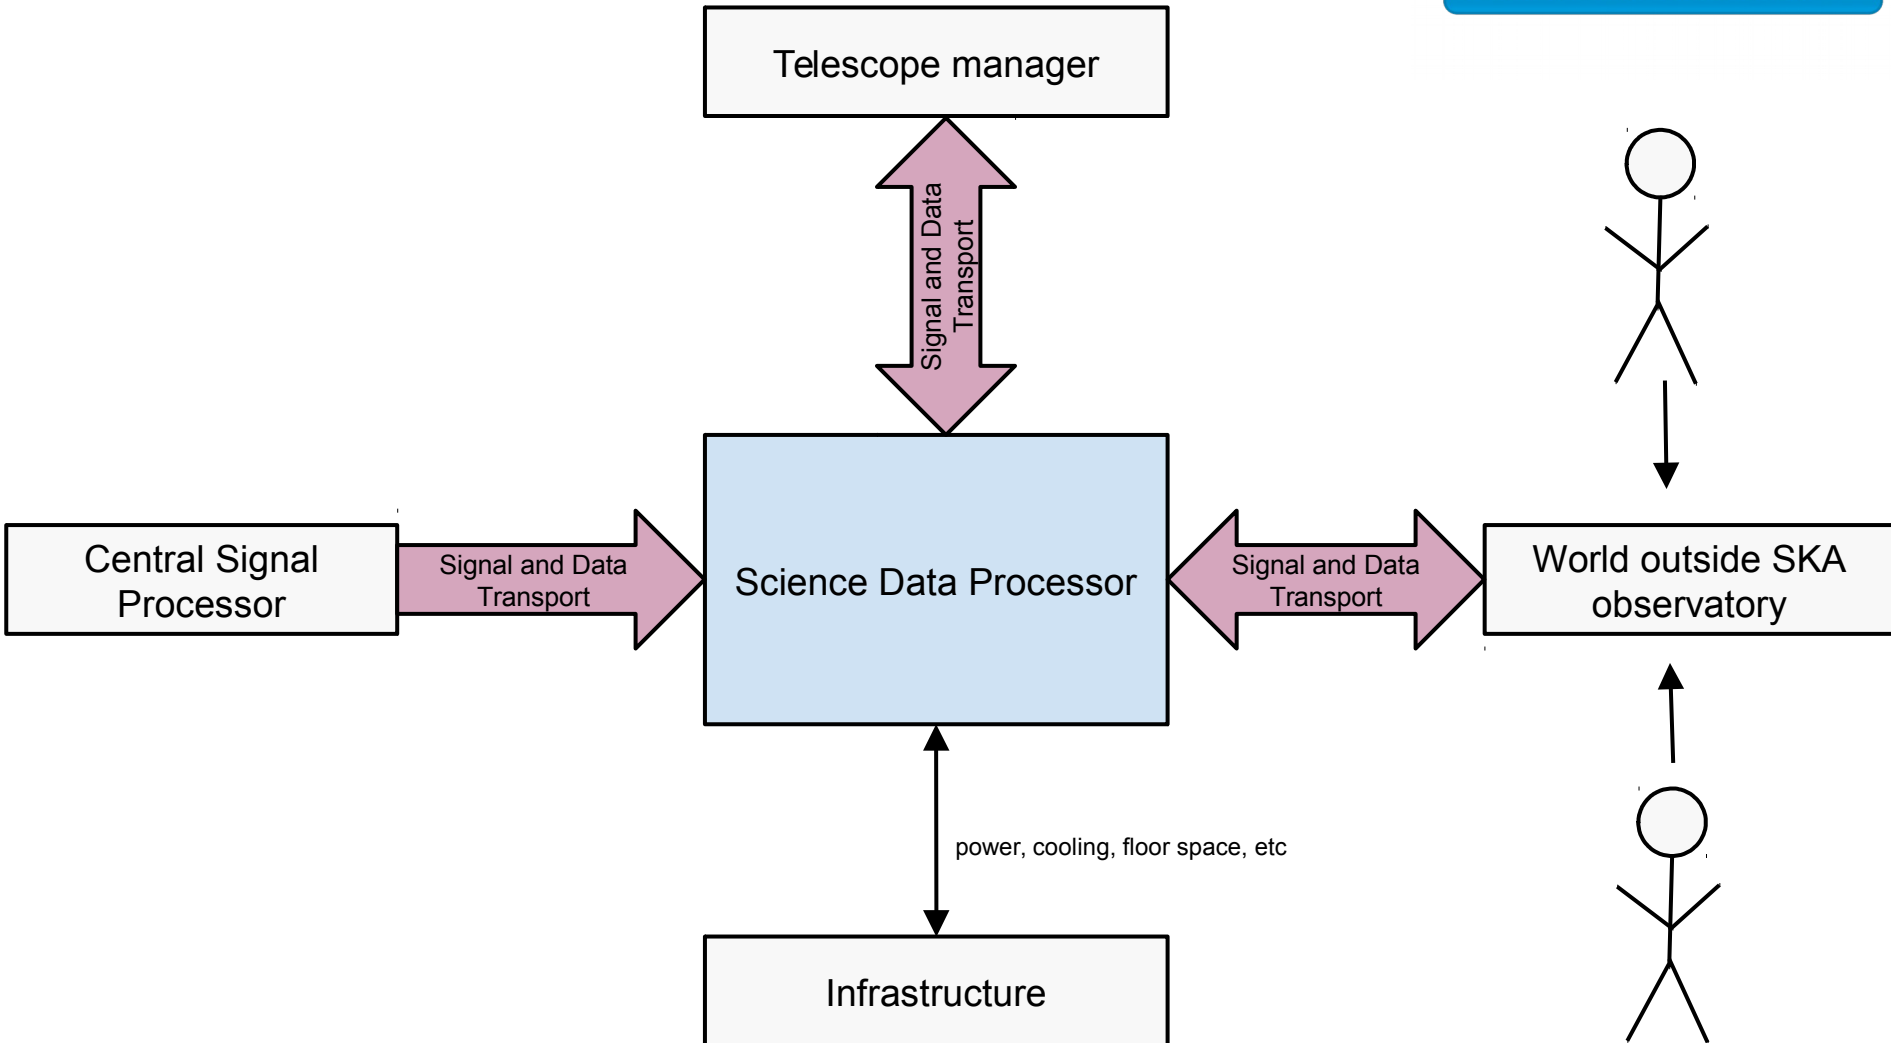 Telescope manager
Signal and Data
Transport
Central Signal
Processor
Signal and Data
Transport
Science Data Processor
Signal and Data
Transport
World outside SKA
observatory
power, cooling, floor space, etc
Infrastructure